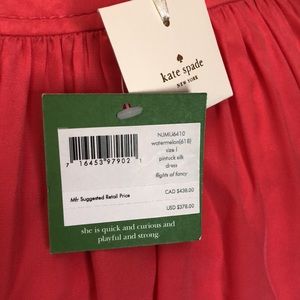 kate spade
NEW YORK
NJMU6410
watermelon(618)
size I
pintuck silk
dress
flights of fancy
7 16453 97902 1
Mfr Suggested Retail Price
CAD $438.00
USD $378.00
she is quick and curious and
playful and strong.